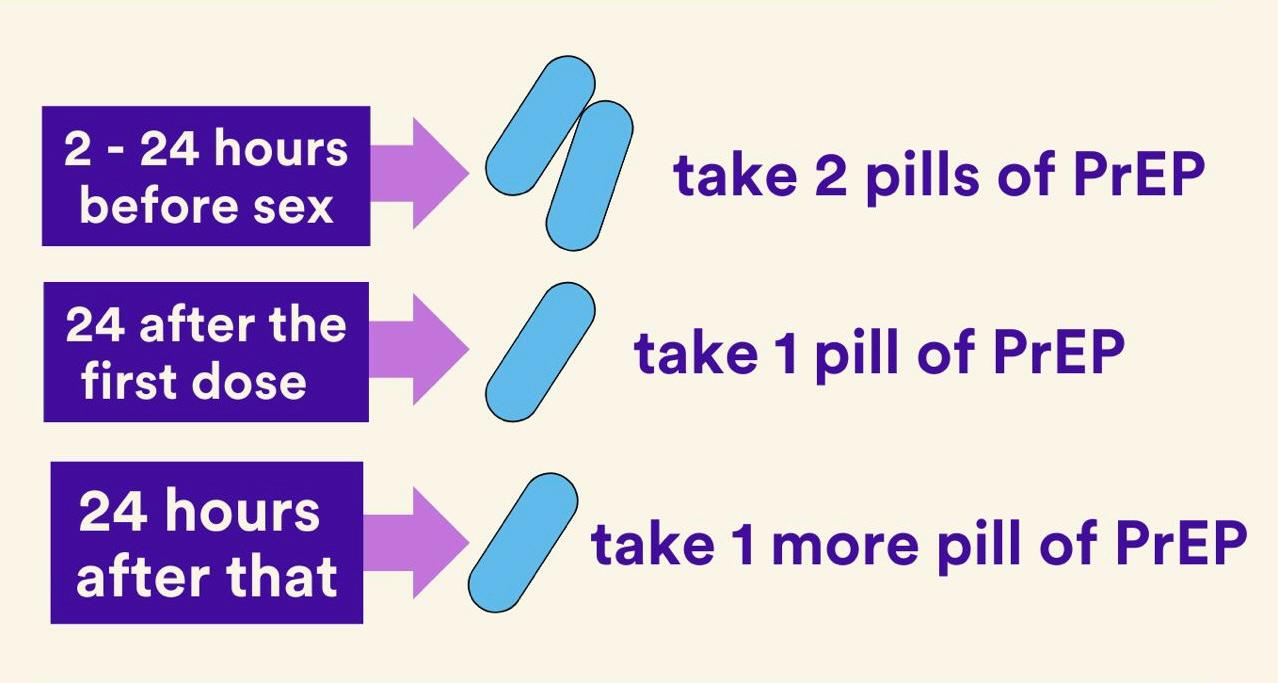 2 - 24 hours
before sex
take 2 pills of PrEP
24 after the
first dose
take 1 pill of PrEP
24 hours
after that
take 1 more pill of PrEP